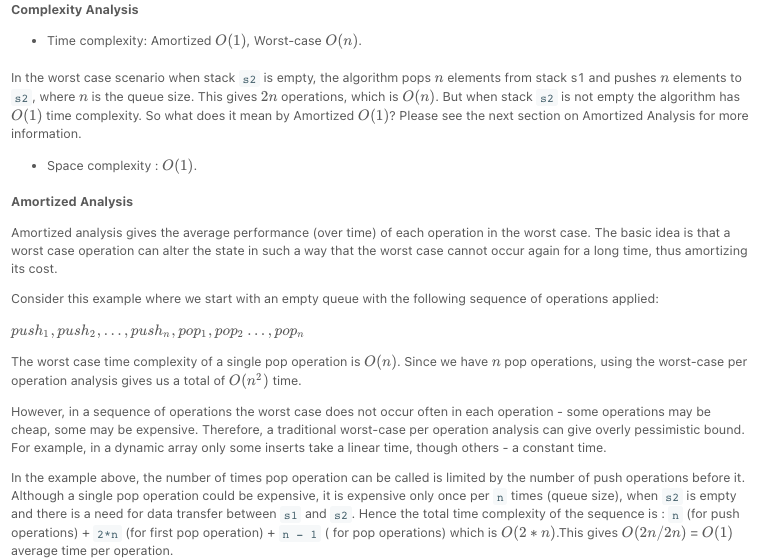 Complexity Analysis
• Time complexity: Amortized O(1), Worst-case O(n).
In the worst case scenario when stack s2 is empty, the algorithm pops n elements from stack s1 and pushes n elements to
s2 , where n is the queue size. This gives 2n operations, which is O(n). But when stack s2 is not empty the algorithm has
O(1) time complexity. So what does it mean by Amortized O(1)? Please see the next section on Amortized Analysis for more
information.
• Space complexity : O(1).
Amortized Analysis
Amortized analysis gives the average performance (over time) of each operation in the worst case. The basic idea is that a
worst case operation can alter the state in such a way that the worst case cannot occur again for a long time, thus amortizing
its cost.
Consider this example where we start with an empty queue with the following sequence of operations applied:
push₁, push₂, . . . , pushₙ, pop₁, pop₂ . . . , popₙ
The worst case time complexity of a single pop operation is O(n). Since we have n pop operations, using the worst-case per
operation analysis gives us a total of O(n²) time.
However, in a sequence of operations the worst case does not occur often in each operation - some operations may be
cheap, some may be expensive. Therefore, a traditional worst-case per operation analysis can give overly pessimistic bound.
For example, in a dynamic array only some inserts take a linear time, though others - a constant time.
In the example above, the number of times pop operation can be called is limited by the number of push operations before it.
Although a single pop operation could be expensive, it is expensive only once per n times (queue size), when s2 is empty
and there is a need for data transfer between s1 and s2 . Hence the total time complexity of the sequence is : n (for push
operations) + 2*n (for first pop operation) + n - 1 ( for pop operations) which is O(2 * n).This gives O(2n/2n) = O(1)
average time per operation.